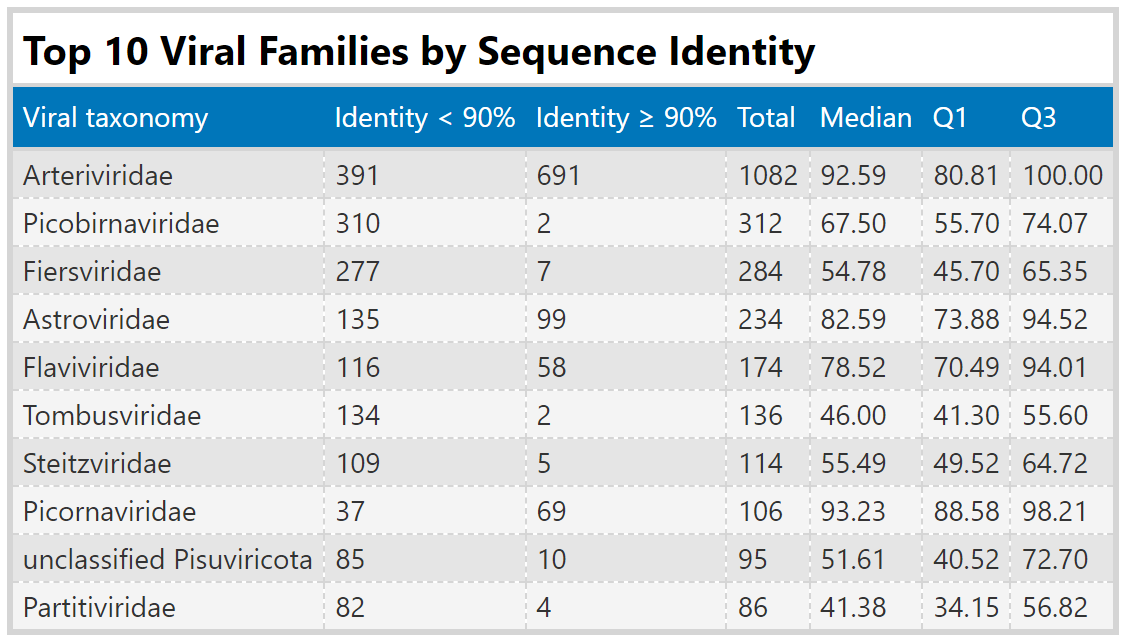 Top 10 Viral Families by Sequence Identity
Viral taxonomy Identity < 90% Identity ≥ 90% Total Median Q1 Q3
Arteriviridae 391 691 1082 92.59 80.81 100.00
Picobirnaviridae 310 2 312 67.50 55.70 74.07
Fiersviridae 277 7 284 54.78 45.70 65.35
Astroviridae 135 99 234 82.59 73.88 94.52
Flaviviridae 116 58 174 78.52 70.49 94.01
Tombusviridae 134 2 136 46.00 41.30 55.60
Steitzviridae 109 5 114 55.49 49.52 64.72
Picornaviridae 37 69 106 93.23 88.58 98.21
unclassified Pisuviricota 85 10 95 51.61 40.52 72.70
Partitiviridae 82 4 86 41.38 34.15 56.82